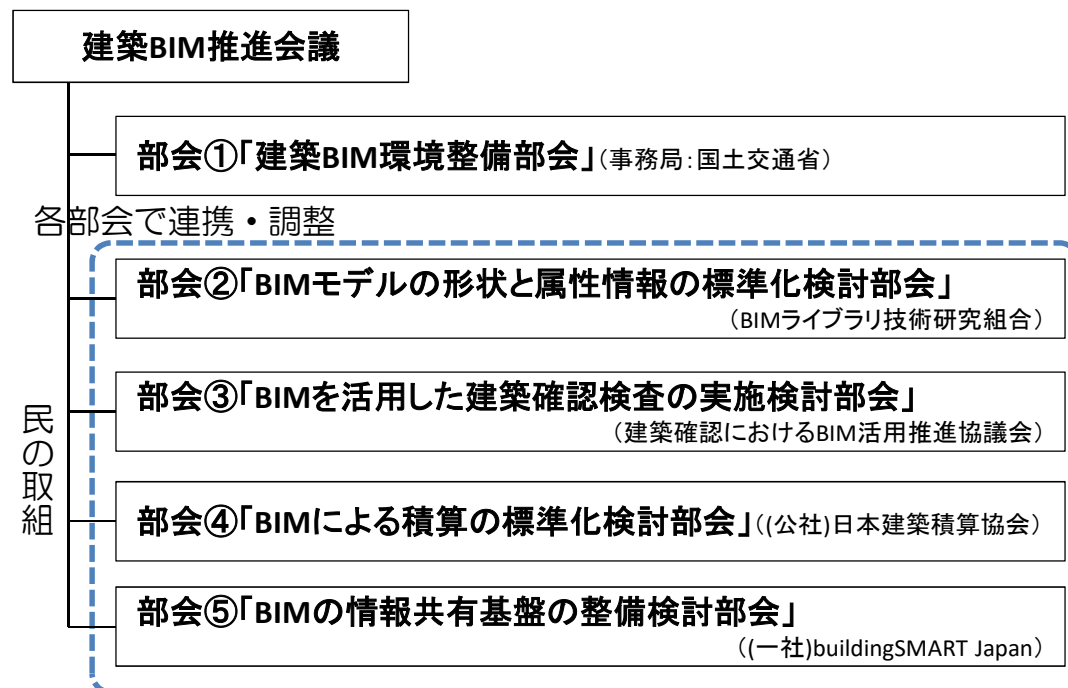 建築BIM推進会議
部会①「建築BIM環境整備部会」（事務局：国土交通省）
各部会で連携・調整
部会②「BIMモデルの形状と属性情報の標準化検討部会」
（BIMライブラリ技術研究組合）
部会③「BIMを活用した建築確認検査の実施検討部会」
（建築確認におけるBIM活用推進協議会）
民の取組
部会④「BIMによる積算の標準化検討部会」（(公社)日本建築積算協会）
部会⑤「BIMの情報共有基盤の整備検討部会」
（(一社)buildingSMART Japan）